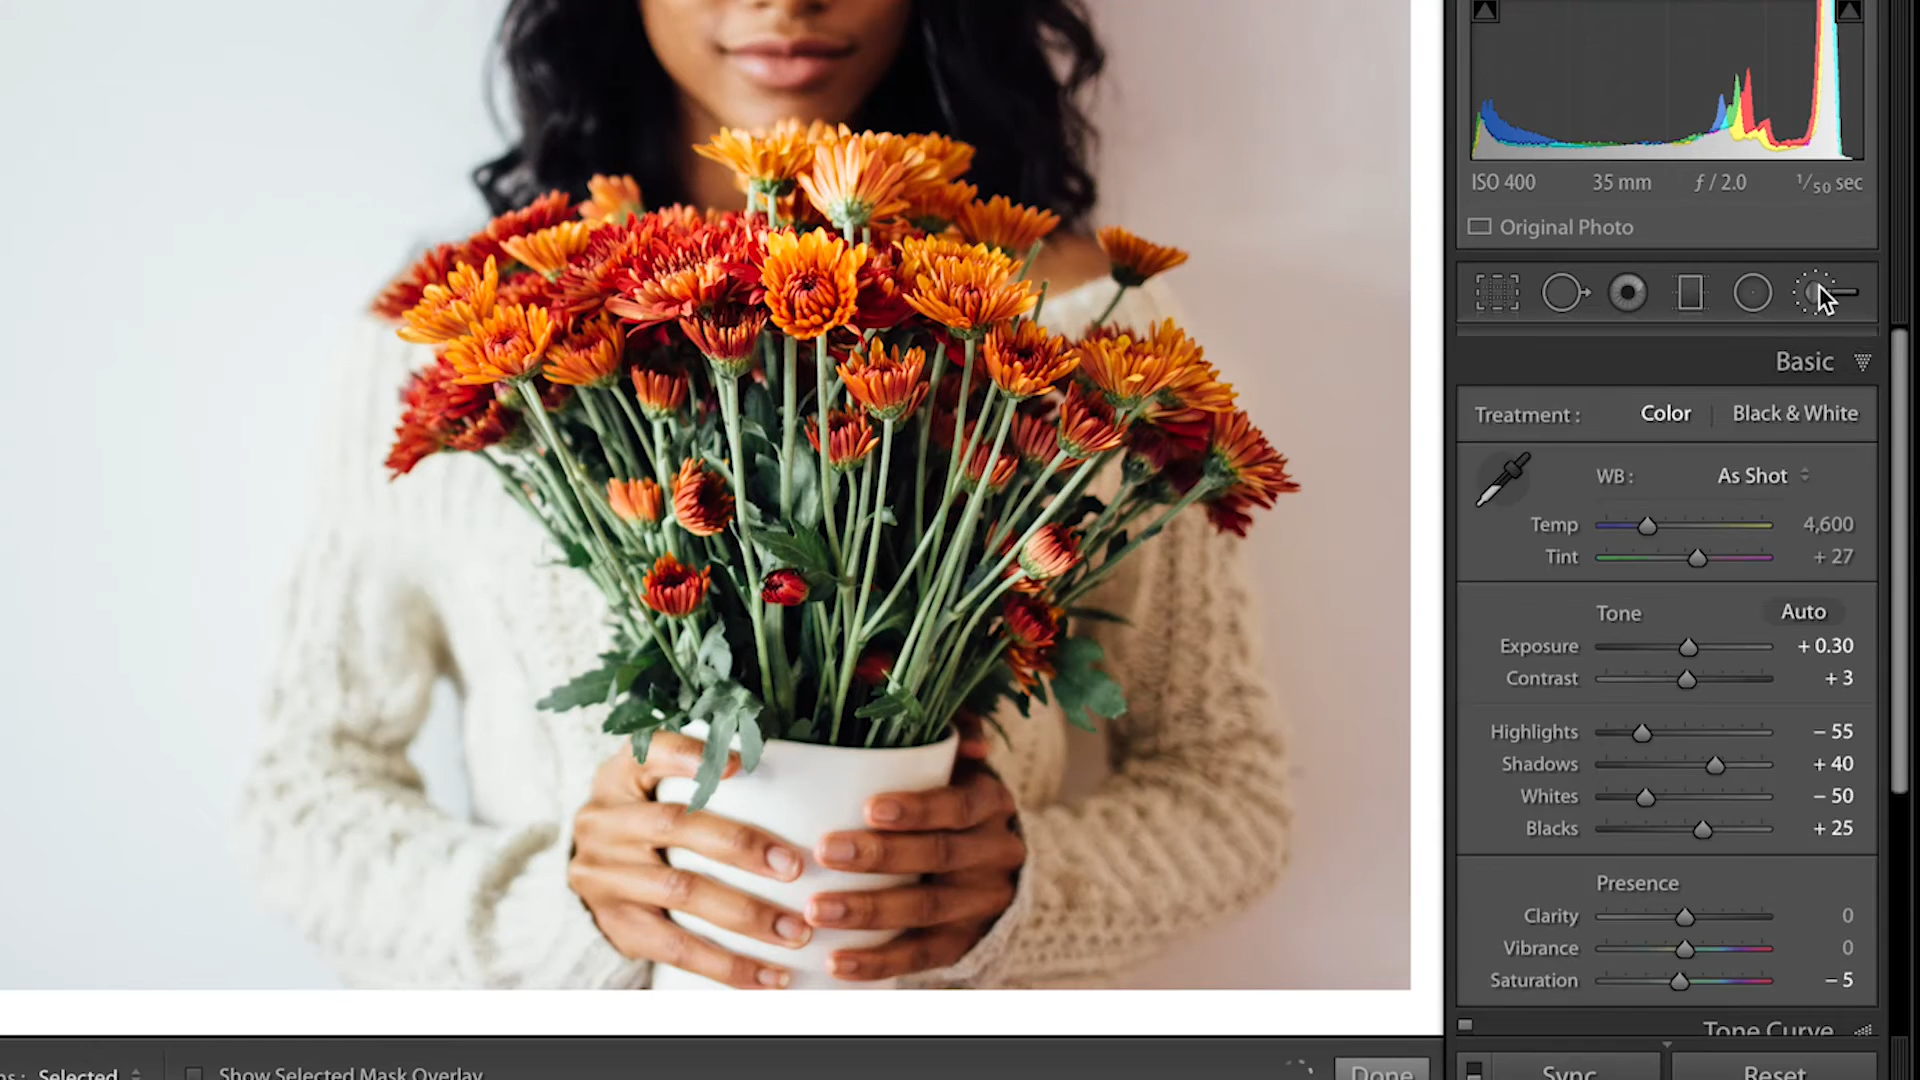 ISO 400 35 mm ƒ / 2.0 1/50 sec
Original Photo
Basic
Treatment : Color Black & White
WB : As Shot
Temp 4,600
Tint + 27
Tone Auto
Exposure + 0.30
Contrast + 3
Highlights − 55
Shadows + 40
Whites − 50
Blacks + 25
Presence
Clarity 0
Vibrance 0
Saturation − 5
Tone Curve
Selected Show Selected Mask Overlay Done Sync Reset